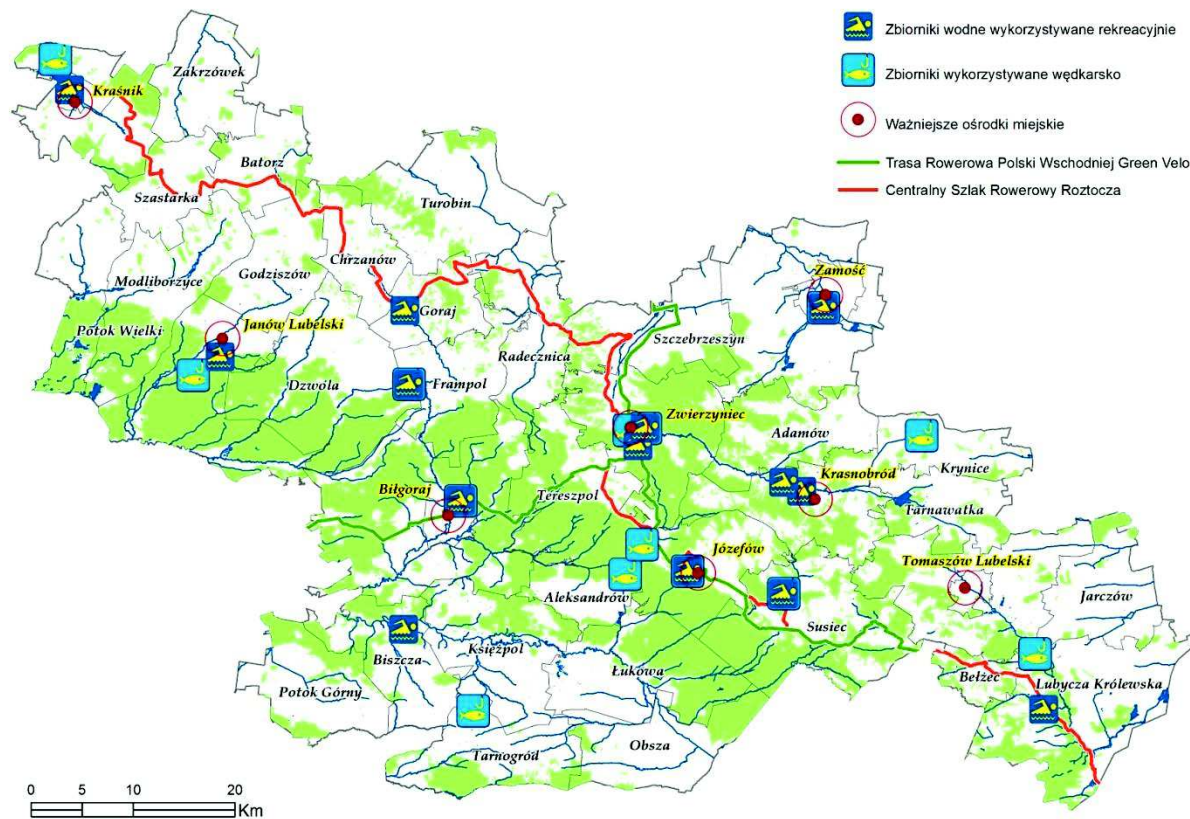 Zbiorniki wodne wykorzystywane rekreacyjnie
Zbiorniki wykorzystywane wędkarsko
Ważniejsze ośrodki miejskie
Trasa Rowerowa Polski Wschodniej Green Velo
Centralny Szlak Rowerowy Roztocza
Zakrzówek
Kraśnik
Batorz
Szastarka
Turobin
Chrzanów
Godziszów
Modliborzyce
Zamość
Goraj
Janów Lubelski
Potok Wielki
Szczebrzeszyn
Radecznica
Dzwola
Frampol
Zwierzyniec
Adamów
Krasnobród
Krynice
Biłgoraj
Tereszpol
Tarnawatka
Józefów
Tomaszów Lubelski
Aleksandrów
Jarczów
Susiec
Księżpol
Biszcza
Łukowa
Bełżec
Lubycza Królewska
Potok Górny
Obsza
Tarnogród
0 5 10 20
Km